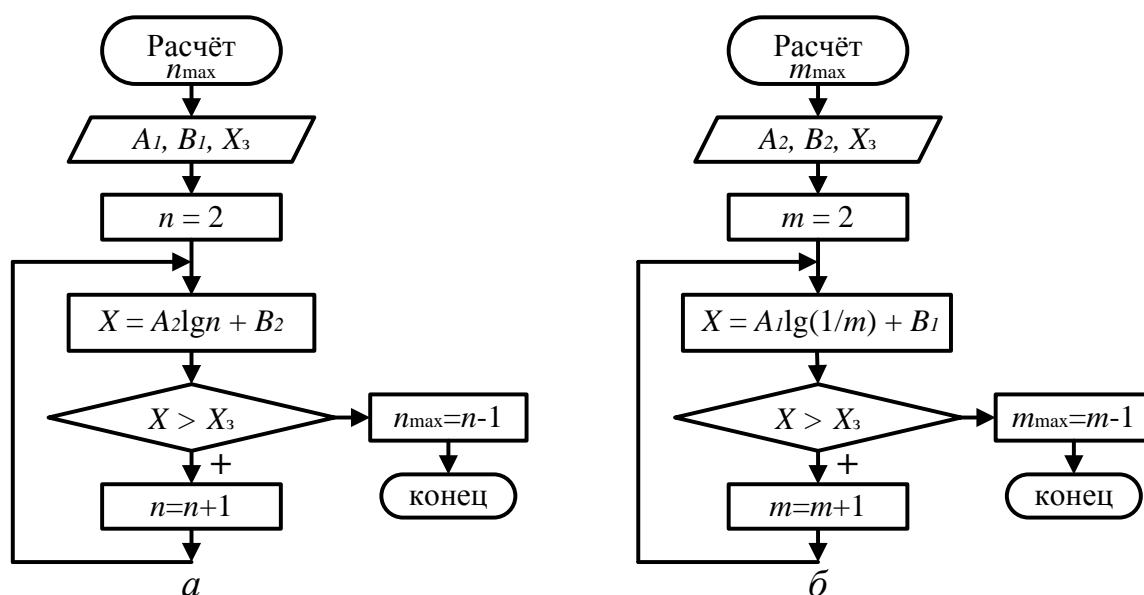 Расчёт
nmax
A1, B1, Xз
n = 2
X = A2lgn + B2
X > Xз
nmax=n-1
+
n=n+1
конец
а
Расчёт
mmax
A2, B2, Xз
m = 2
X = A1lg(1/m) + B1
X > Xз
mmax=m-1
+
m=m+1
конец
б